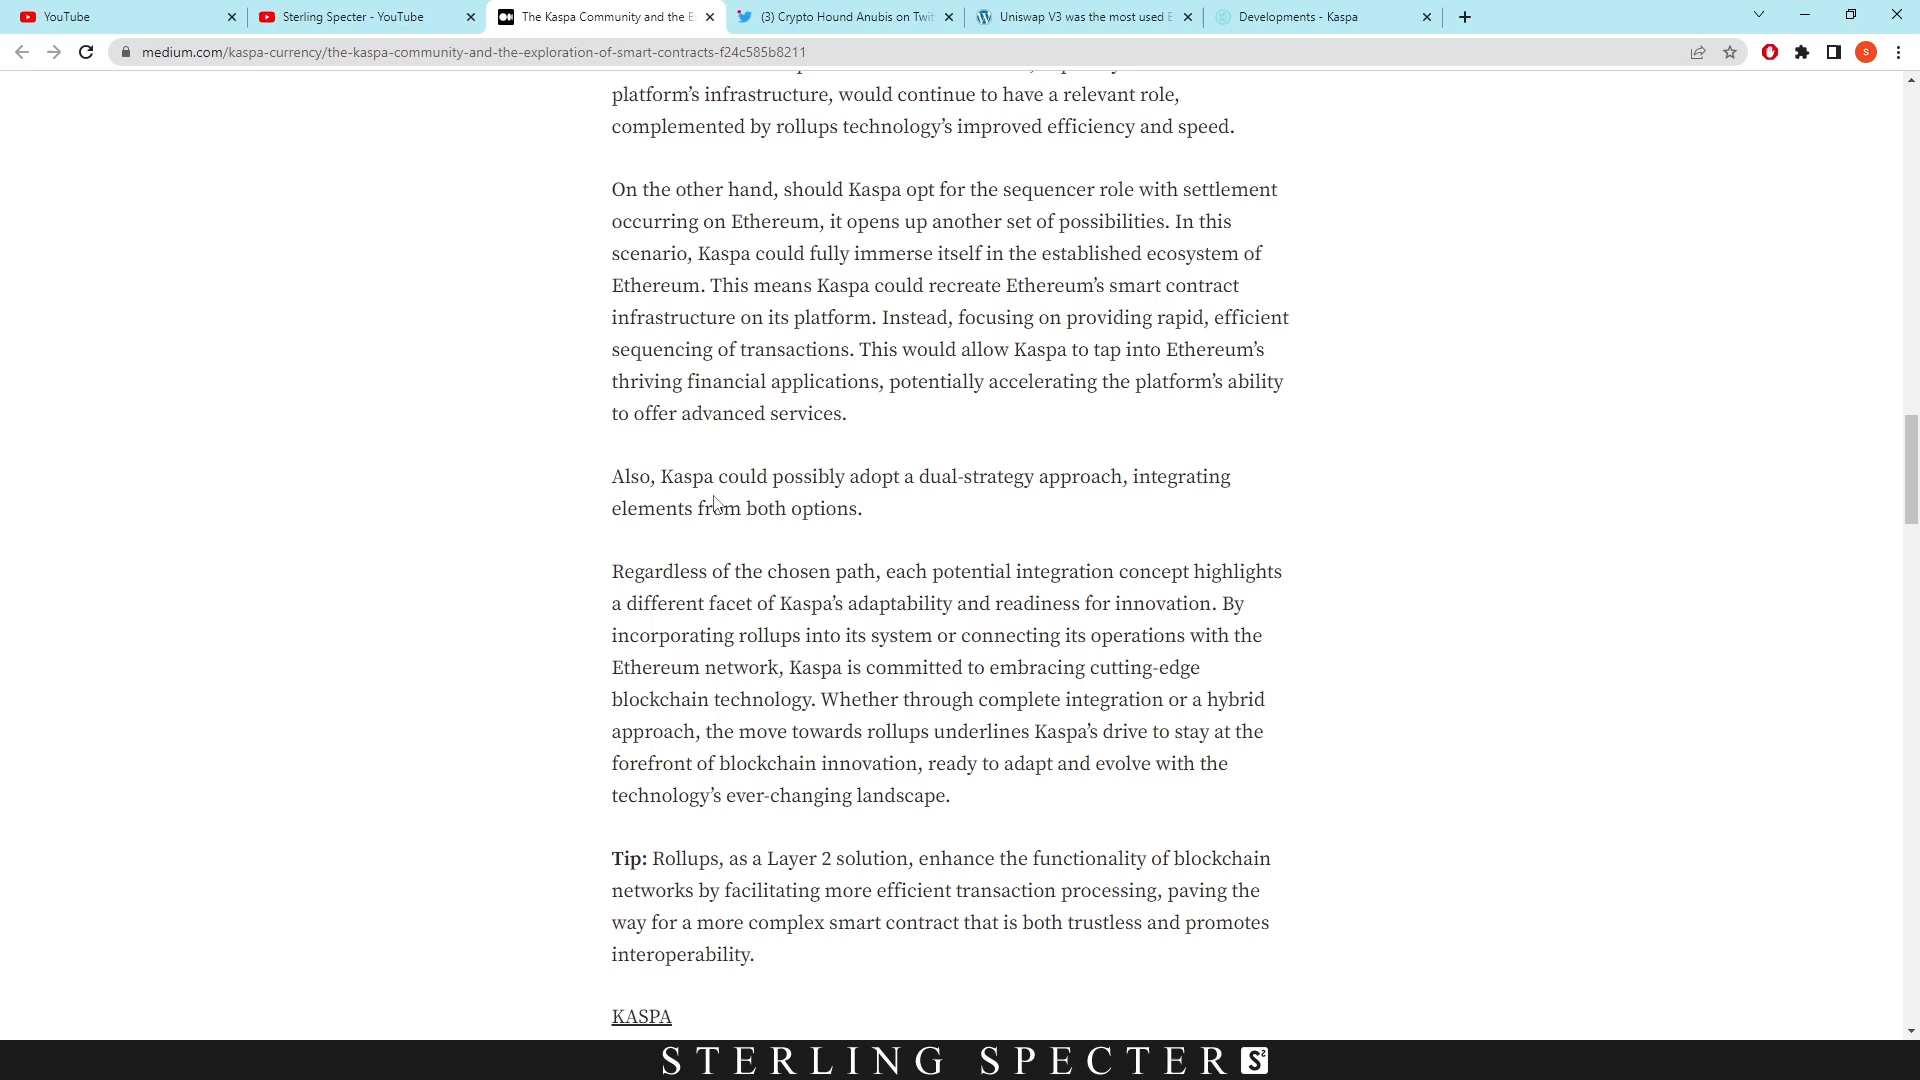 YouTube
Sterling Specter - YouTube
The Kaspa Community and the E
(3) Crypto Hound Anubis on Twit
Uniswap V3 was the most used E
Developments - Kaspa
medium.com/kaspa-currency/the-kaspa-community-and-the-exploration-of-smart-contracts-f24c585b8211
S
platform’s infrastructure, would continue to have a relevant role,
complemented by rollups technology’s improved efficiency and speed.
On the other hand, should Kaspa opt for the sequencer role with settlement
occurring on Ethereum, it opens up another set of possibilities. In this
scenario, Kaspa could fully immerse itself in the established ecosystem of
Ethereum. This means Kaspa could recreate Ethereum’s smart contract
infrastructure on its platform. Instead, focusing on providing rapid, efficient
sequencing of transactions. This would allow Kaspa to tap into Ethereum’s
thriving financial applications, potentially accelerating the platform’s ability
to offer advanced services.
Also, Kaspa could possibly adopt a dual-strategy approach, integrating
elements from both options.
Regardless of the chosen path, each potential integration concept highlights
a different facet of Kaspa’s adaptability and readiness for innovation. By
incorporating rollups into its system or connecting its operations with the
Ethereum network, Kaspa is committed to embracing cutting-edge
blockchain technology. Whether through complete integration or a hybrid
approach, the move towards rollups underlines Kaspa’s drive to stay at the
forefront of blockchain innovation, ready to adapt and evolve with the
technology’s ever-changing landscape.
Tip: Rollups, as a Layer 2 solution, enhance the functionality of blockchain
networks by facilitating more efficient transaction processing, paving the
way for a more complex smart contract that is both trustless and promotes
interoperability.
KASPA
STERLING SPECTER S²